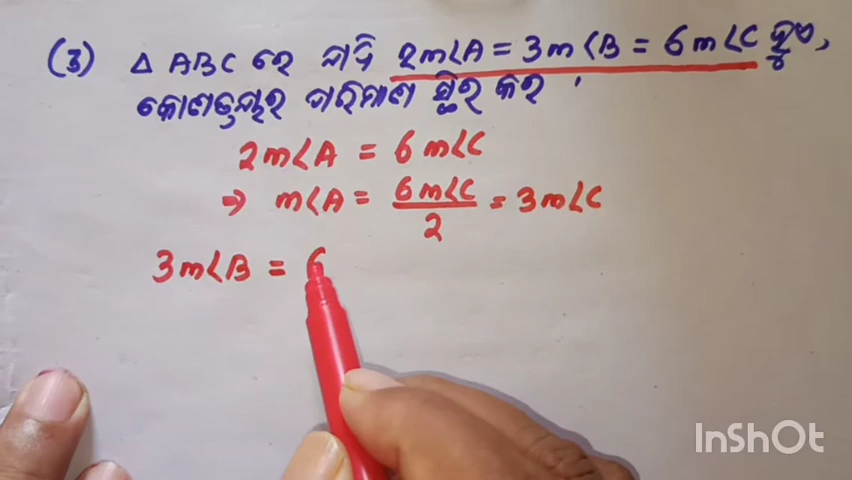 (3) △ ABC ରେ ଯଦି 2m∠A = 3m∠B = 6m∠C ହୁଏ,
କୋଣତ୍ରୟର ପରିମାଣ ସ୍ଥିର କର ।
2m∠A = 6m∠C
⇒ m∠A = 6m∠C/2 = 3m∠C
3m∠B = 6
InShOt